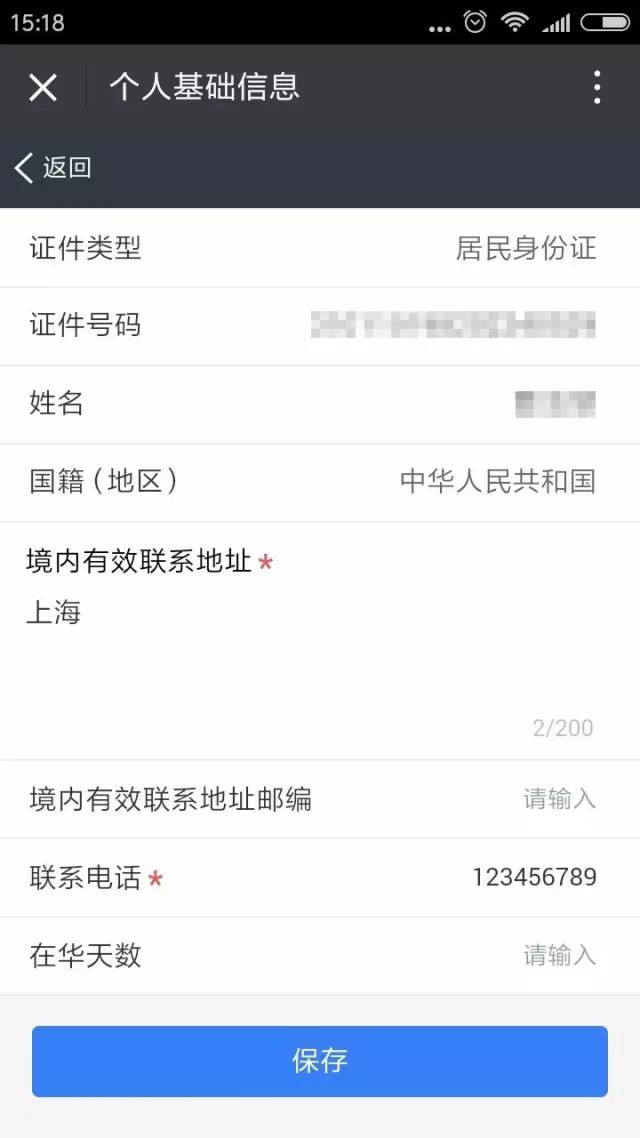 15:18
个人基础信息
返回
证件类型 居民身份证
证件号码
姓名
国籍(地区) 中华人民共和国
境内有效联系地址*
上海
2/200
境内有效联系地址邮编 请输入
联系电话* 123456789
在华天数 请输入
保存